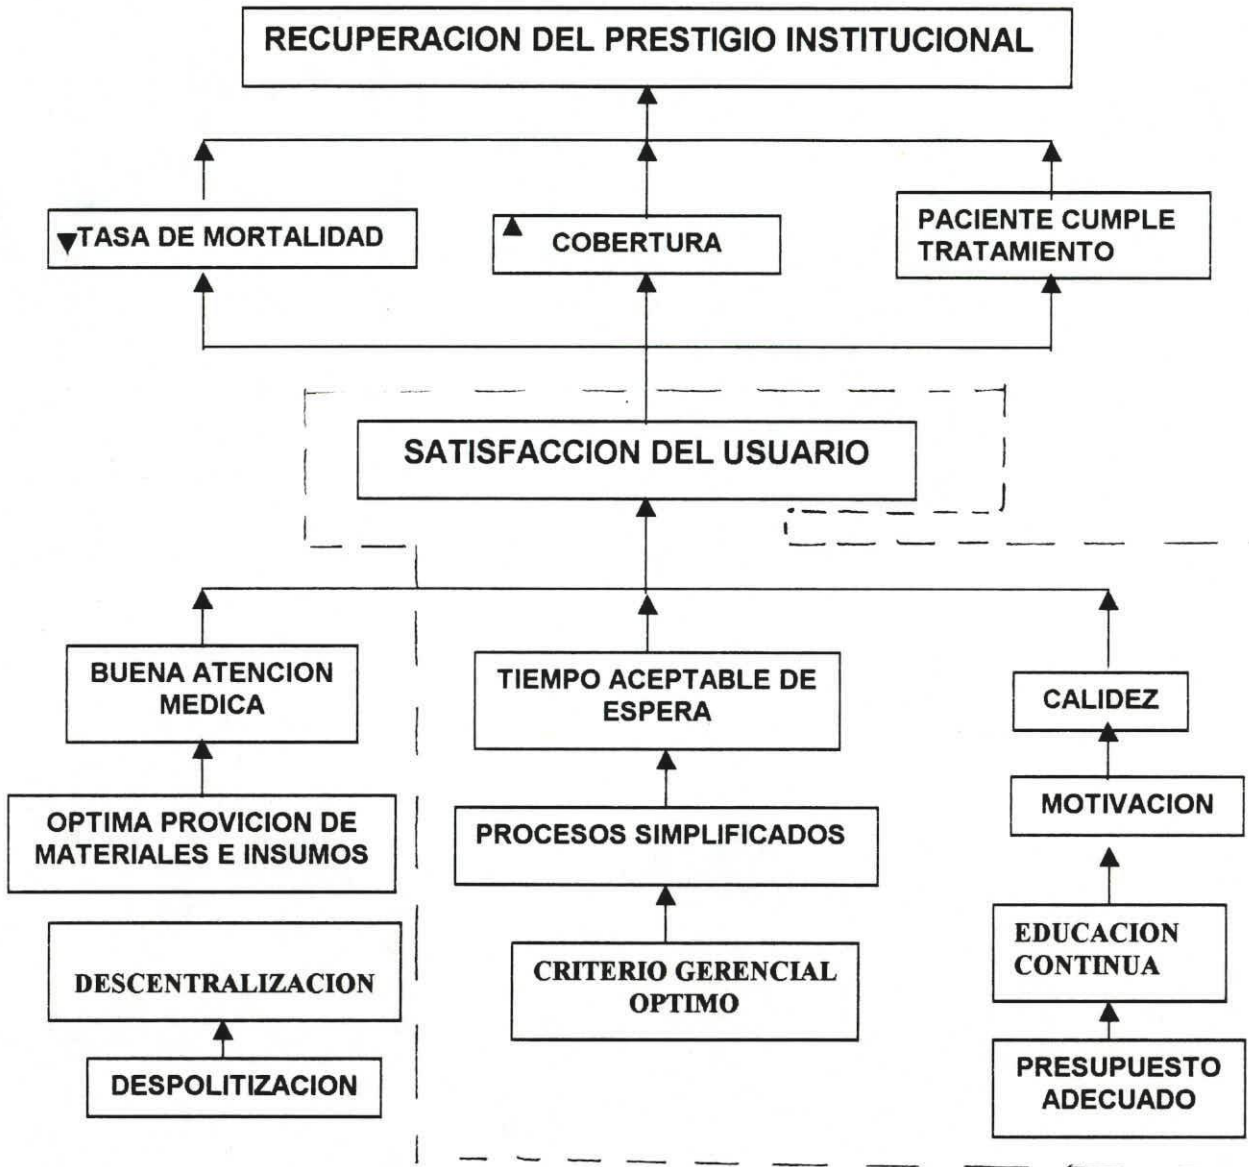 RECUPERACION DEL PRESTIGIO INSTITUCIONAL
TASA DE MORTALIDAD
COBERTURA
PACIENTE CUMPLE
TRATAMIENTO
SATISFACCION DEL USUARIO
BUENA ATENCION
MEDICA
TIEMPO ACEPTABLE DE
ESPERA
CALIDEZ
OPTIMA PROVICION DE
MATERIALES E INSUMOS
PROCESOS SIMPLIFICADOS
MOTIVACION
DESCENTRALIZACION
CRITERIO GERENCIAL
OPTIMO
EDUCACION
CONTINUA
DESPOLITIZACION
PRESUPUESTO
ADECUADO